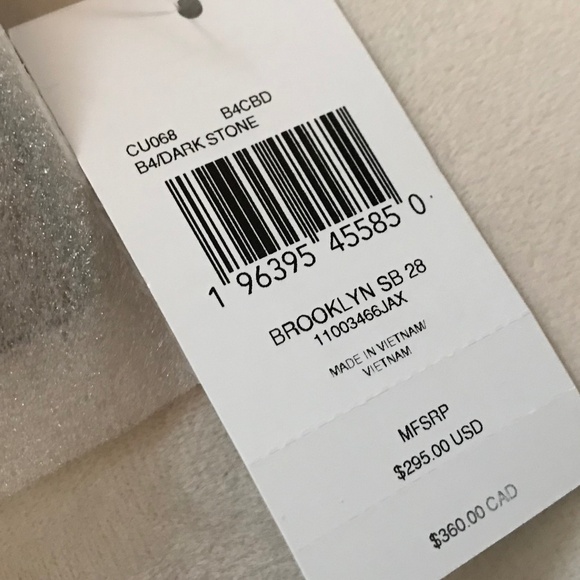 CU068 B4CBD
B4/DARK STONE
1 96395 45585 0
BROOKLYN SB 28
11003466JAX
MADE IN VIETNAM/
VIETNAM
MFSRP
$295.00 USD
$360.00 CAD